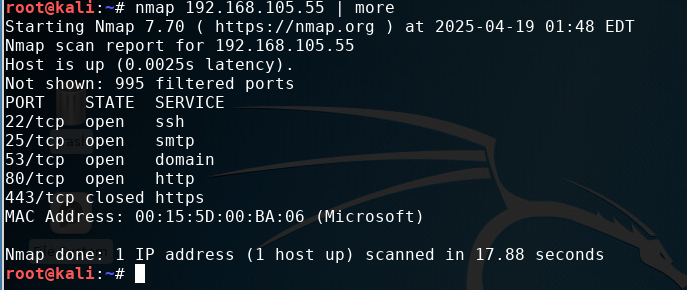 root@kali:~# nmap 192.168.105.55 | more
Starting Nmap 7.70 ( https://nmap.org ) at 2025-04-19 01:48 EDT
Nmap scan report for 192.168.105.55
Host is up (0.0025s latency).
Not shown: 995 filtered ports
PORT    STATE  SERVICE
22/tcp  open   ssh
25/tcp  open   smtp
53/tcp  open   domain
80/tcp  open   http
443/tcp closed https
MAC Address: 00:15:5D:00:BA:06 (Microsoft)

Nmap done: 1 IP address (1 host up) scanned in 17.88 seconds
root@kali:~#